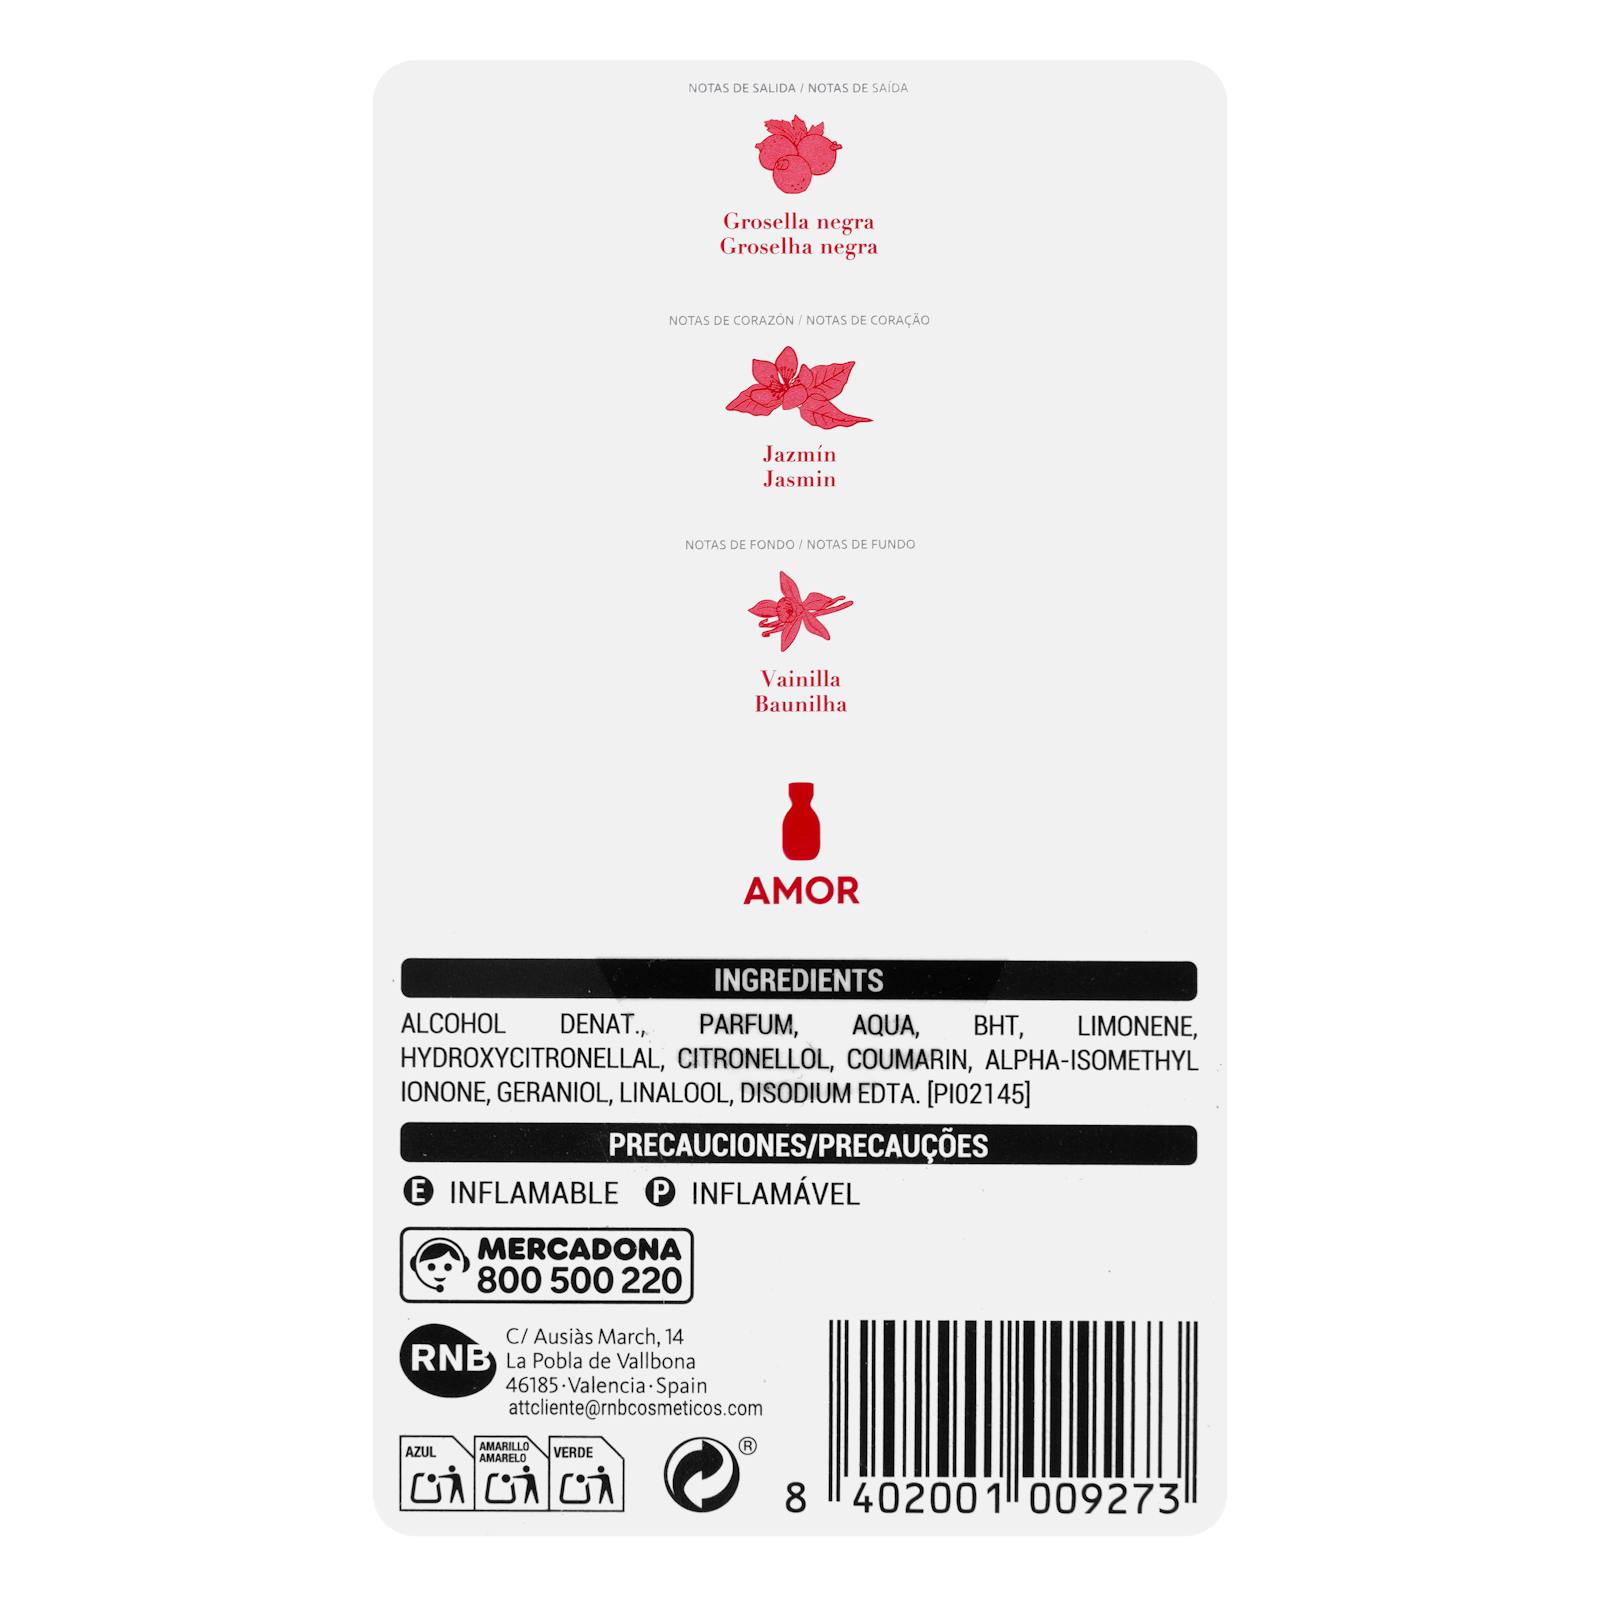 NOTAS DE SALIDA / NOTAS DE SAÍDA
Grosella negra
Groselha negra
NOTAS DE CORAZÓN / NOTAS DE CORAÇÃO
Jazmín
Jasmin
NOTAS DE FONDO / NOTAS DE FUNDO
Vainilla
Baunilha
AMOR
INGREDIENTS
ALCOHOL DENAT., PARFUM, AQUA, BHT, LIMONENE,
HYDROXYCITRONELLAL, CITRONELLOL, COUMARIN, ALPHA-ISOMETHYL
IONONE, GERANIOL, LINALOOL, DISODIUM EDTA. [PI02145]
PRECAUCIONES/PRECAUÇÕES
E INFLAMABLE P INFLAMÁVEL
MERCADONA
800 500 220
RNB
C/ Ausiàs March, 14
La Pobla de Vallbona
46185·Valencia·Spain
attcliente@rnbcosmeticos.com
AZUL
AMARILLO
AMARELO
VERDE
®
8 402001 009273